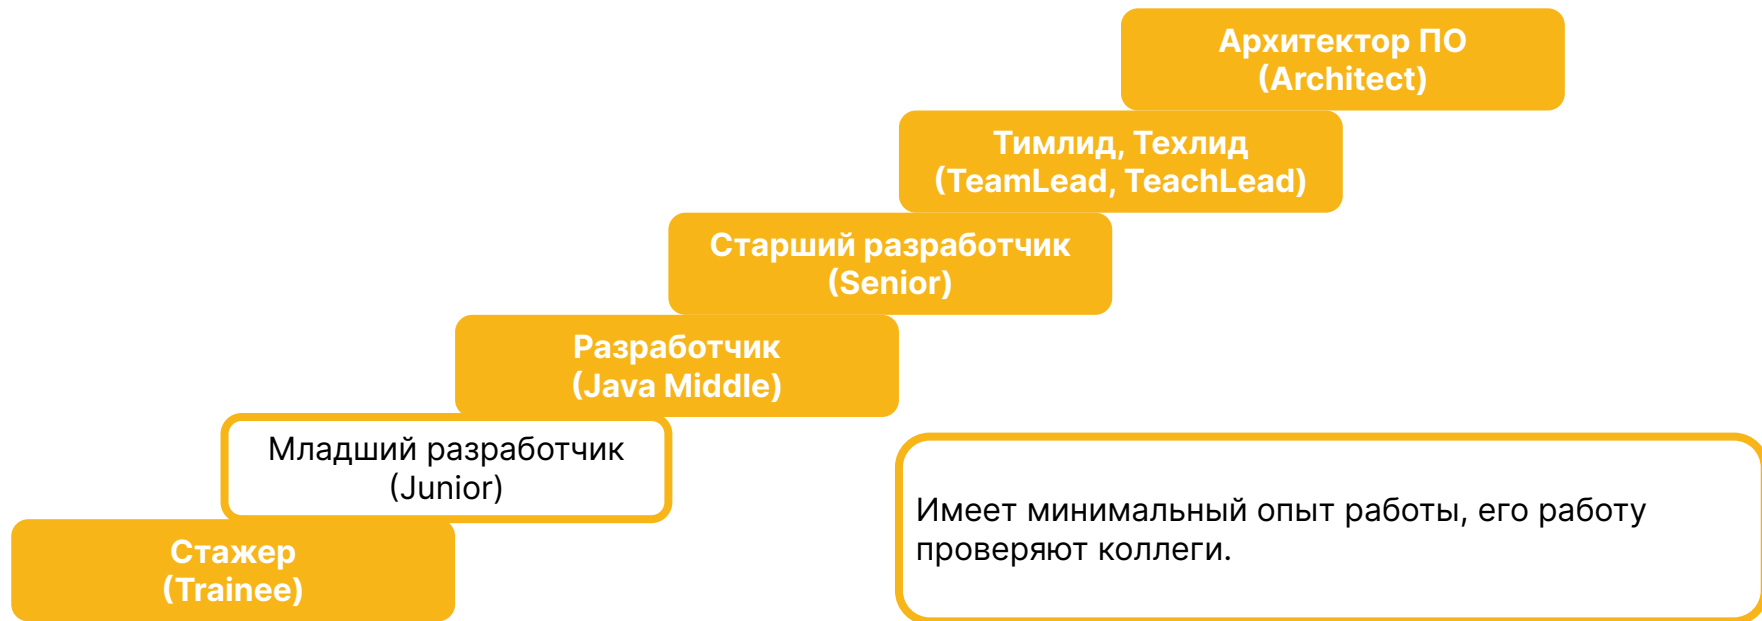 Архитектор ПО
(Architect)
Тимлид, Техлид
(TeamLead, TeachLead)
Старший разработчик
(Senior)
Разработчик
(Java Middle)
Младший разработчик
(Junior)
Имеет минимальный опыт работы, его работу
проверяют коллеги.
Стажер
(Trainee)